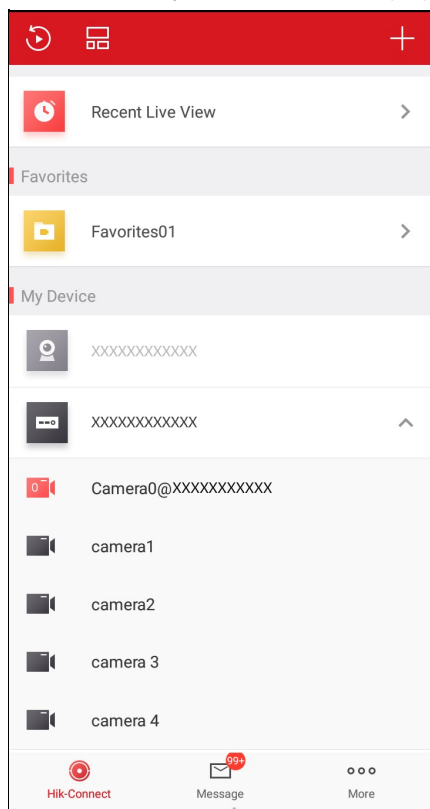 Recent Live View
Favorites
Favorites01
My Device
XXXXXXXXXXXX
XXXXXXXXXXXX
0
Camera0@XXXXXXXXXXX
camera1
camera2
camera 3
camera 4
99+
Hik-Connect
Message
More